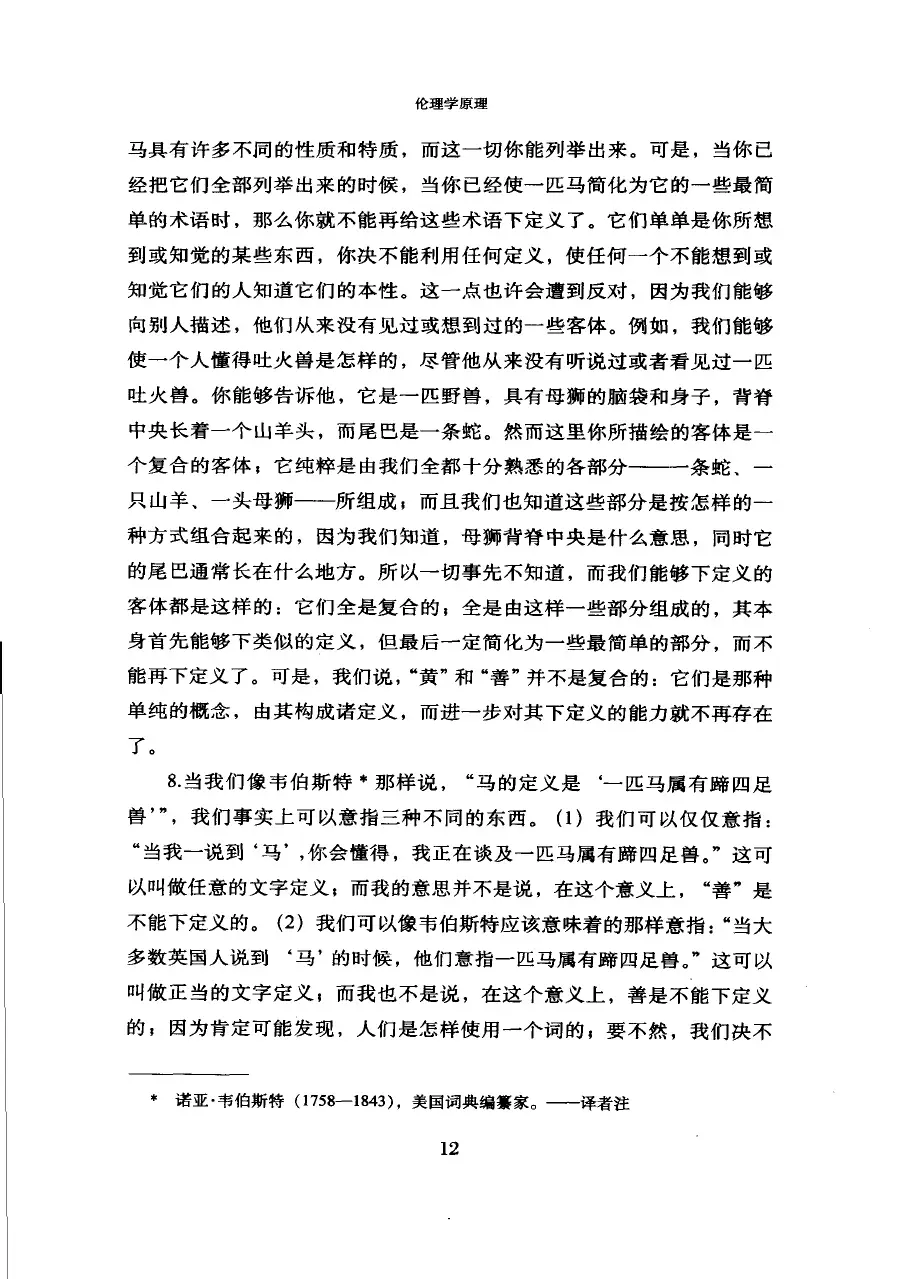 伦理学原理
马具有许多不同的性质和特质，而这一切你能列举出来。可是，当你已
经把它们全部列举出来的时候，当你已经使一匹马简化为它的一些最简
单的术语时，那么你就不能再给这些术语下定义了。它们单单是你所想
到或知觉的某些东西，你决不能利用任何定义，使任何一个不能想到或
知觉它们的人知道它们的本性。这一点也许会遭到反对，因为我们能够
向别人描述，他们从来没有见过或想到过的一些客体。例如，我们能够
使一个人懂得吐火兽是怎样的，尽管他从来没有听说过或者看见过一匹
吐火兽。你能够告诉他，它是一匹野兽，具有母狮的脑袋和身子，背脊
中央长着一个山羊头，而尾巴是一条蛇。然而这里你所描绘的客体是一
个复合的客体；它纯粹是由我们全都十分熟悉的各部分——一条蛇、一
只山羊、一头母狮——所组成；而且我们也知道这些部分是按怎样的一
种方式组合起来的，因为我们知道，母狮背脊中央是什么意思，同时它
的尾巴通常长在什么地方。所以一切事先不知道，而我们能够下定义的
客体都是这样的：它们全是复合的；全是由这样一些部分组成的，其本
身首先能够下类似的定义，但最后一定简化为一些最简单的部分，而不
能再下定义了。可是，我们说，“黄”和“善”并不是复合的：它们是那种
单纯的概念，由其构成诸定义，而进一步对其下定义的能力就不再存在
了。
8.当我们像韦伯斯特*那样说，“马的定义是‘一匹马属有蹄四足
兽’”，我们事实上可以意指三种不同的东西。（1）我们可以仅仅意指：
“当我一说到‘马’,你会懂得，我正在谈及一匹马属有蹄四足兽。”这可
以叫做任意的文字定义；而我的意思并不是说，在这个意义上，“善”是
不能下定义的。（2）我们可以像韦伯斯特应该意味着的那样意指：“当大
多数英国人说到‘马’的时候，他们意指一匹马属有蹄四足兽。”这可以
叫做正当的文字定义；而我也不是说，在这个意义上，善是不能下定义
的；因为肯定可能发现，人们是怎样使用一个词的；要不然，我们决不
* 诺亚·韦伯斯特（1758—1843），美国词典编纂家。——译者注
12